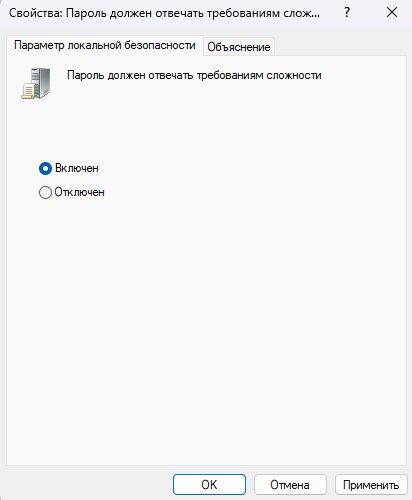 Свойства: Пароль должен отвечать требованиям слож...
?
Параметр локальной безопасности
Объяснение
Пароль должен отвечать требованиям сложности
Включен
Отключен
OK
Отмена
Применить